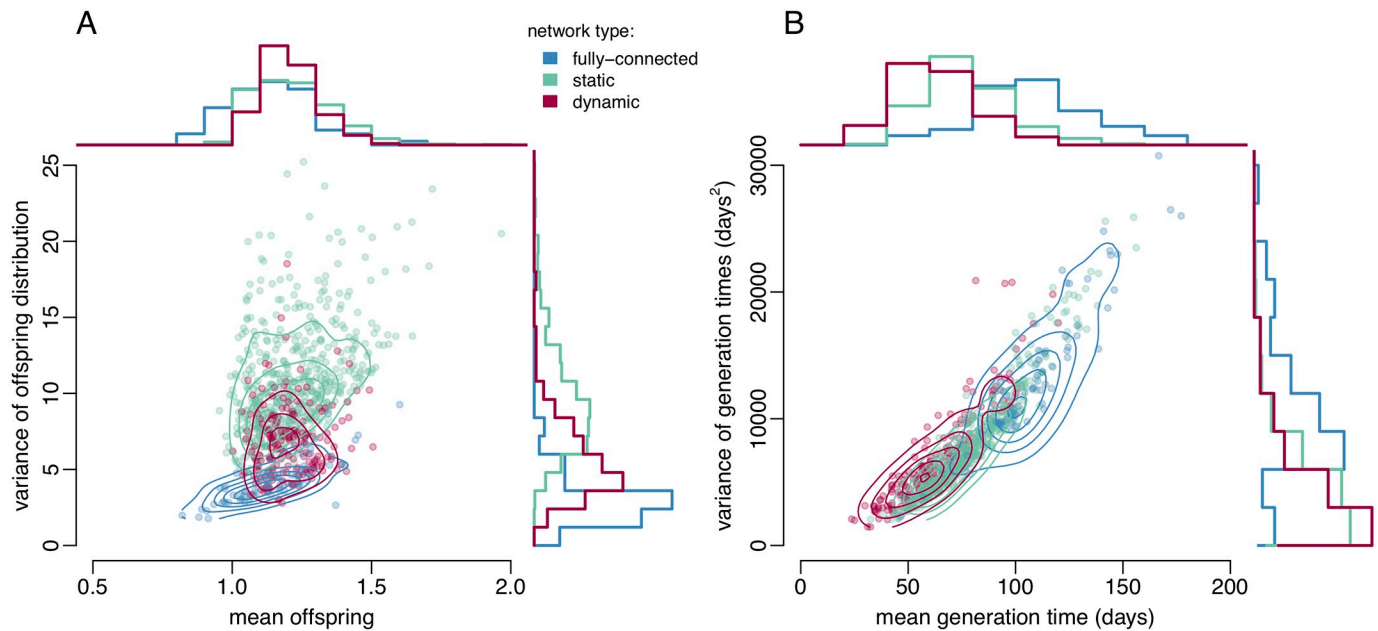 A
network type:
fully−connected
static
dynamic
variance of offspring distribution
0
5
10
15
20
25
0.5
1.0
1.5
2.0
mean offspring
B
variance of generation times (days²)
0
10000
20000
30000
0
50
100
150
200
mean generation time (days)